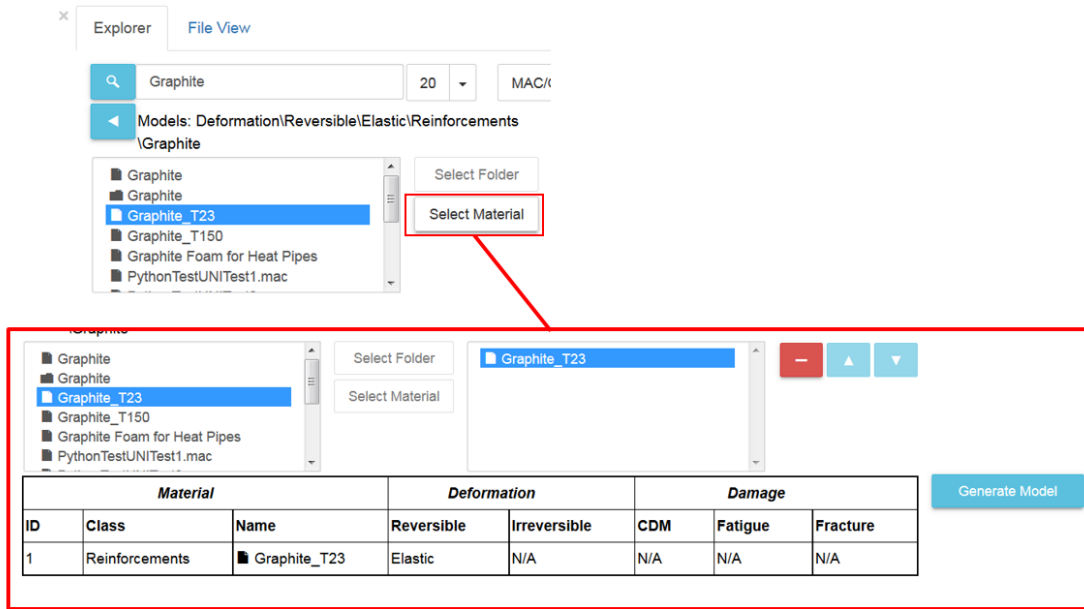 × Explorer File View
Graphite 20 MAC/
Models: Deformation\Reversible\Elastic\Reinforcements
\Graphite
Graphite
Graphite
Graphite_T23
Graphite_T150
Graphite Foam for Heat Pipes
PythonTestUNITest1.mac
Select Folder
Select Material
\Graphite
Graphite
Graphite
Graphite_T23
Graphite_T150
Graphite Foam for Heat Pipes
PythonTestUNITest1.mac
Select Folder
Select Material
Graphite_T23
Generate Model
Material Deformation Damage
ID Class Name Reversible Irreversible CDM Fatigue Fracture
1 Reinforcements Graphite_T23 Elastic N/A N/A N/A N/A